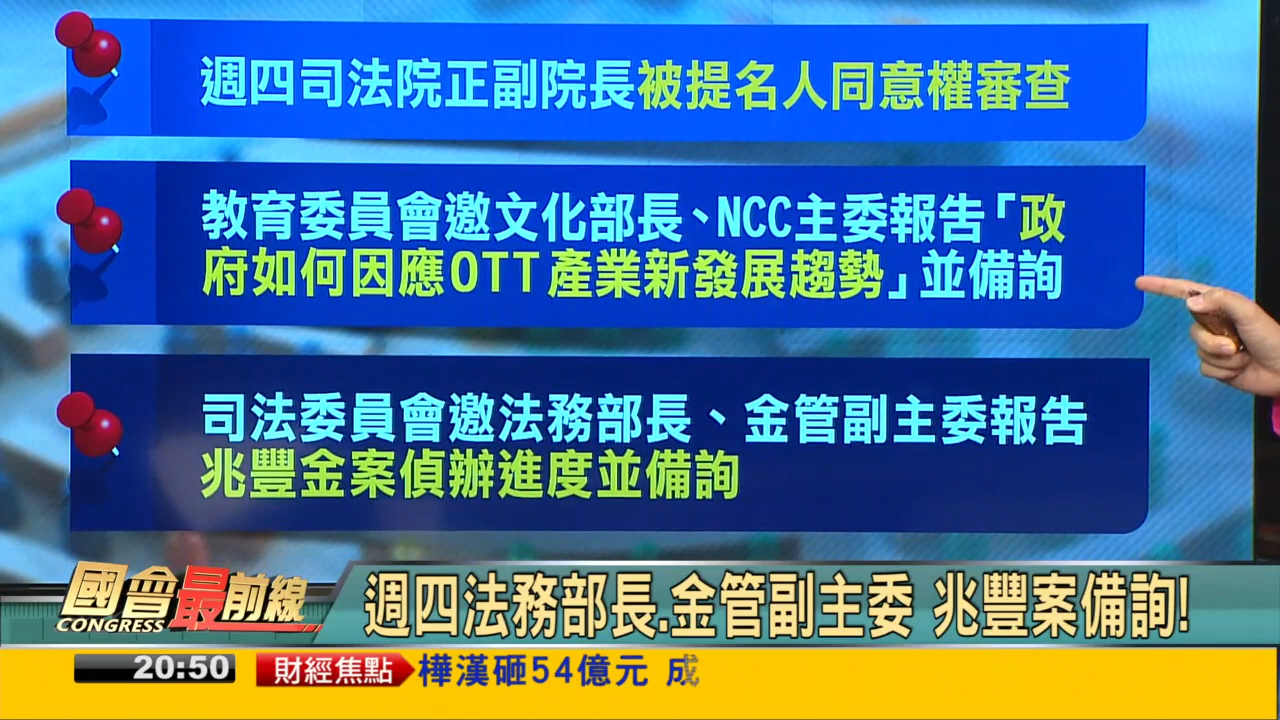 週四司法院正副院長被提名人同意權審查
教育委員會邀文化部長、NCC主委報告「政
府如何因應OTT產業新發展趨勢」並備詢
司法委員會邀法務部長、金管副主委報告
兆豐金案偵辦進度並備詢
國會最前線
CONGRESS
週四法務部長.金管副主委 兆豐案備詢!
20:50
財經焦點
樺漢砸54億元 成